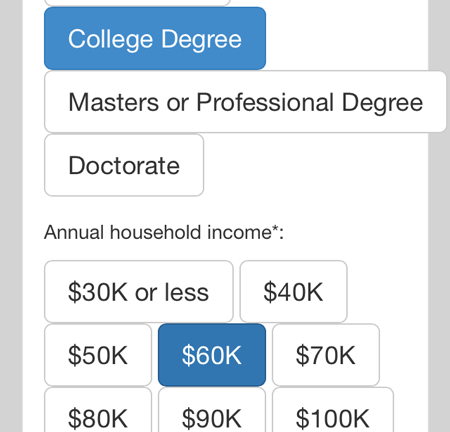 College Degree
Masters or Professional Degree
Doctorate
Annual household income*:
$30K or less $40K
$50K $60K $70K
$80K $90K $100K